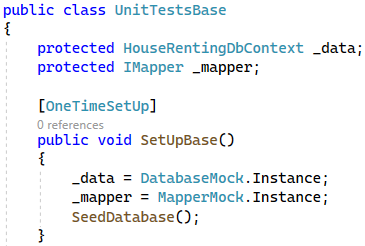 public class UnitTestsBase
{
    protected HouseRentingDbContext _data;
    protected IMapper _mapper;
    [OneTimeSetUp]
    0 references
    public void SetUpBase()
    {
        _data = DatabaseMock.Instance;
        _mapper = MapperMock.Instance;
        SeedDatabase();
    }